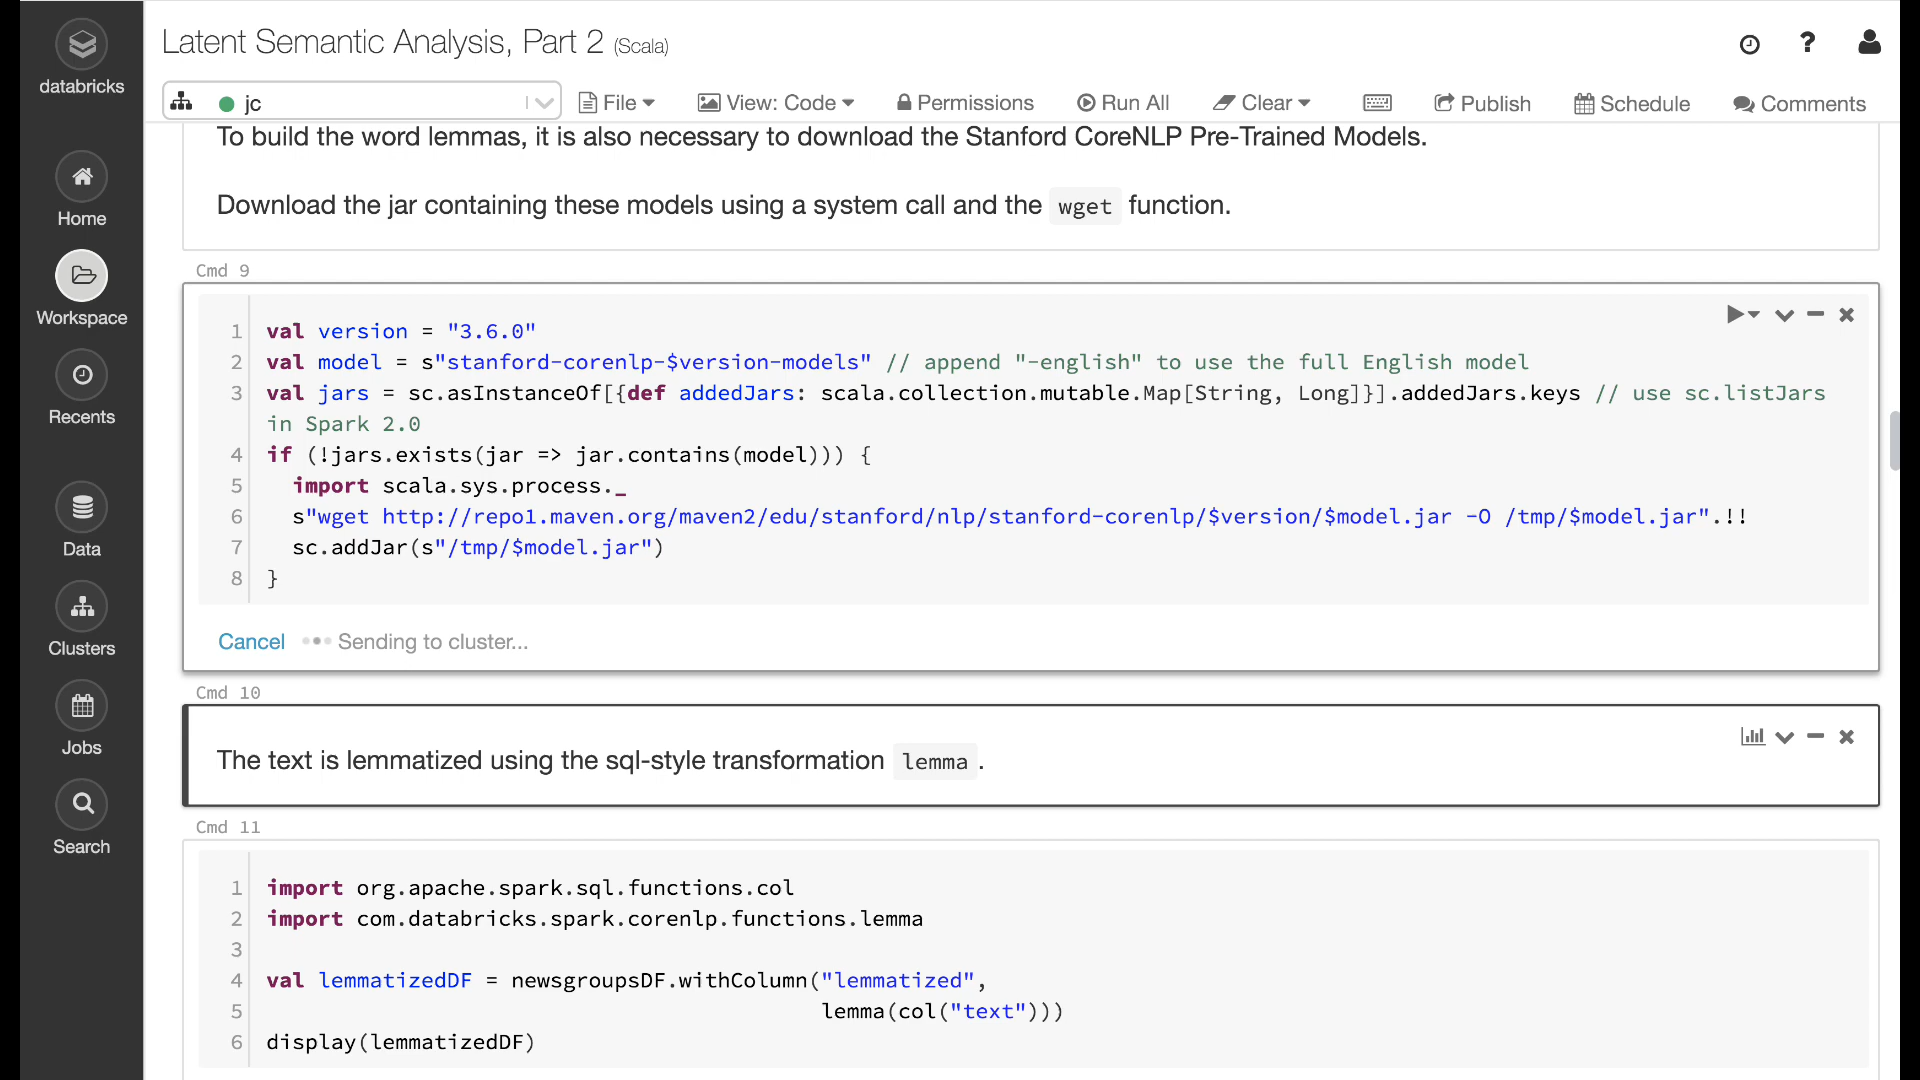 databricks
Home
Workspace
Recents
Data
Clusters
Jobs
Search
Latent Semantic Analysis, Part 2 (Scala)
jc
File
View: Code
Permissions
Run All
Clear
Publish
Schedule
Comments
To build the word lemmas, it is also necessary to download the Stanford CoreNLP Pre-Trained Models.
Download the jar containing these models using a system call and the wget function.
Cmd 9
1 val version = "3.6.0"
2 val model = s"stanford-corenlp-$version-models" // append "-english" to use the full English model
3 val jars = sc.asInstanceOf[{def addedJars: scala.collection.mutable.Map[String, Long]}].addedJars.keys // use sc.listJars
in Spark 2.0
4 if (!jars.exists(jar => jar.contains(model))) {
5   import scala.sys.process._
6   s"wget http://repo1.maven.org/maven2/edu/stanford/nlp/stanford-corenlp/$version/$model.jar -O /tmp/$model.jar".!!
7   sc.addJar(s"/tmp/$model.jar")
8 }
Cancel Sending to cluster...
Cmd 10
The text is lemmatized using the sql-style transformation lemma .
Cmd 11
1 import org.apache.spark.sql.functions.col
2 import com.databricks.spark.corenlp.functions.lemma
3
4 val lemmatizedDF = newsgroupsDF.withColumn("lemmatized",
5                                            lemma(col("text")))
6 display(lemmatizedDF)